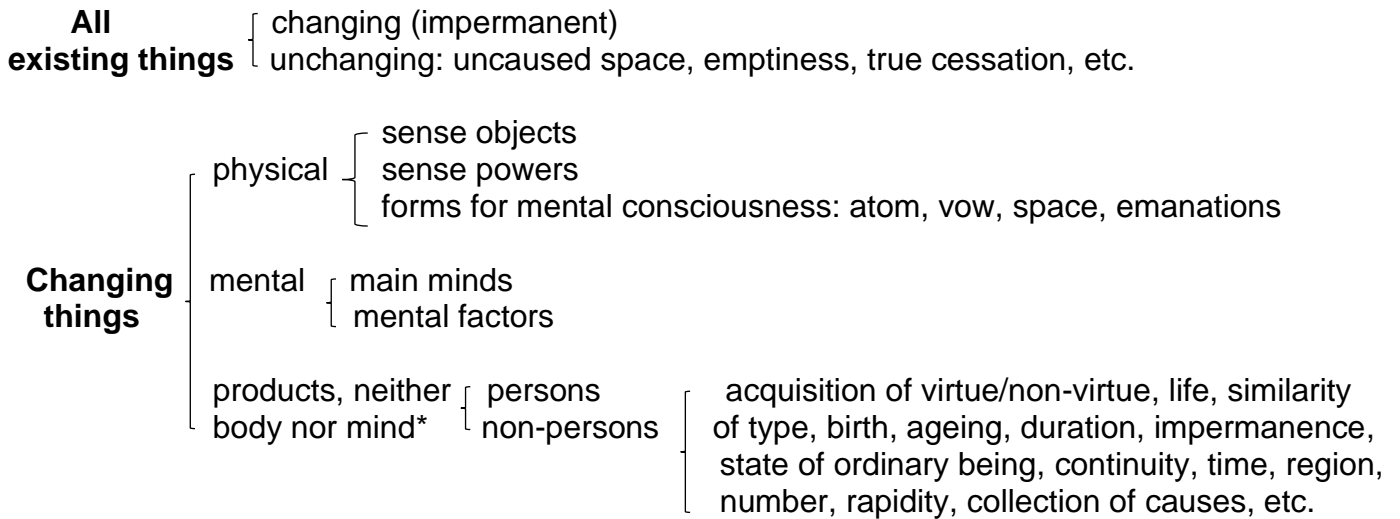 All changing (impermanent)
existing things unchanging: uncaused space, emptiness, true cessation, etc.
sense objects
physical sense powers
forms for mental consciousness: atom, vow, space, emanations
Changing mental main minds
things mental factors
products, neither persons acquisition of virtue/non-virtue, life, similarity
body nor mind* non-persons of type, birth, ageing, duration, impermanence,
state of ordinary being, continuity, time, region,
number, rapidity, collection of causes, etc.